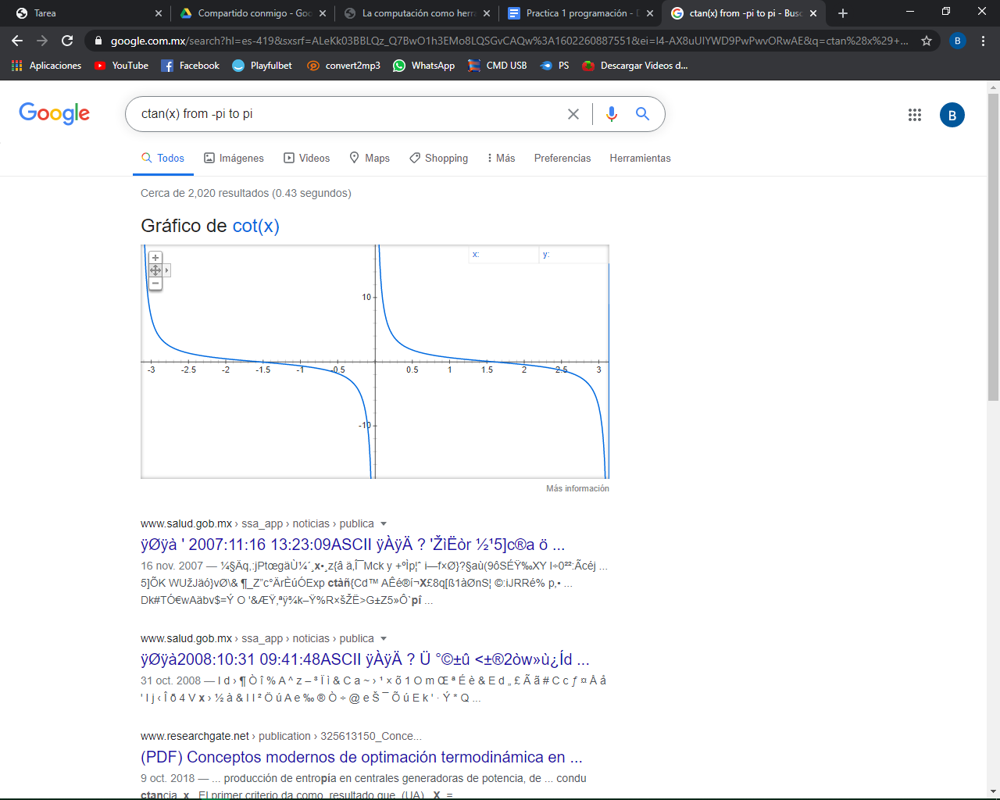 Tarea
Compartido conmigo - Goo
La computación como herra
Practica 1 programación - D
ctan(x) from -pi to pi - Busc
google.com.mx/search?hl=es-419&sxsrf=ALeKk03BBLQz_Q7BwO1h3EMo8LQSGvCAQw%3A1602260887551&ei=l4-AX8uUIYWD9PwPwvORwAE&q=ctan%28x%29+...
B
Aplicaciones
YouTube
Facebook
Playfulbet
convert2mp3
WhatsApp
CMD USB
PS
Descargar Videos d...
Google
ctan(x) from -pi to pi
B
Todos
Imágenes
Videos
Maps
Shopping
Más
Preferencias
Herramientas
Cerca de 2,020 resultados (0.43 segundos)
Gráfico de cot(x)
x:
y:
10
-3 -2.5 -2 -1.5 -1 -0.5 0.5 1 1.5 2 2.5 3
-10
Más información
www.salud.gob.mx › ssa_app › noticias › publica
ÿØÿà ' 2007:11:16 13:23:09ASCII ÿÀÿÄ ? 'ŽìËòr ½¹5]c®a ö ...
16 nov. 2007 — ¼§Äq,:jPtœgäÙ¼´¸x•¸z{â ä,Î¯Mck y +ºÌp¦ˆ i—f×Ø}?§aù(9ôSÉŸ‰XY l÷0²²:Ãcéj ...
5]ÕK WUžJäó}vØ\& ¶_Z"c°ÄrÈúÓExp ctàñ{Cd™ AÊé®í¬X£8q[ß1àØnS¦ ©:iJRRé% p,• ...
Dk#TÓ€wAäbv$=Ý O '&ÆŸ,ªÿ¾k–Ÿ%R×šŽË>G±Z5»Ô`pî ...
www.salud.gob.mx › ssa_app › noticias › publica
ÿØÿà2008:10:31 09:41:48ASCII ÿÀÿÄ ? Ü °©±û <±®2òw»ù¿Íd ...
31 oct. 2008 — I d › ¶ Ò î % A ^ z – ³ Ï ì & C a ~ › ¹ × õ 1 O m Œ ª É è & E d „ £ Ã ã # C c ƒ ¤ Å å
' I j ‹ Î ð 4 V x › ½ à & I l ² Ö ú A e ‰ ® Ò ÷ @ e Š ¯ Õ ú E k ' · Ý * Q ...
www.researchgate.net › publication › 325613150_Conce...
(PDF) Conceptos modernos de optimación termodinámica en ...
9 oct. 2018 — ... producción de entropía en centrales generadoras de potencia, de ... condu
ctancia x . El primer criterio da como resultado que (UA) . X =